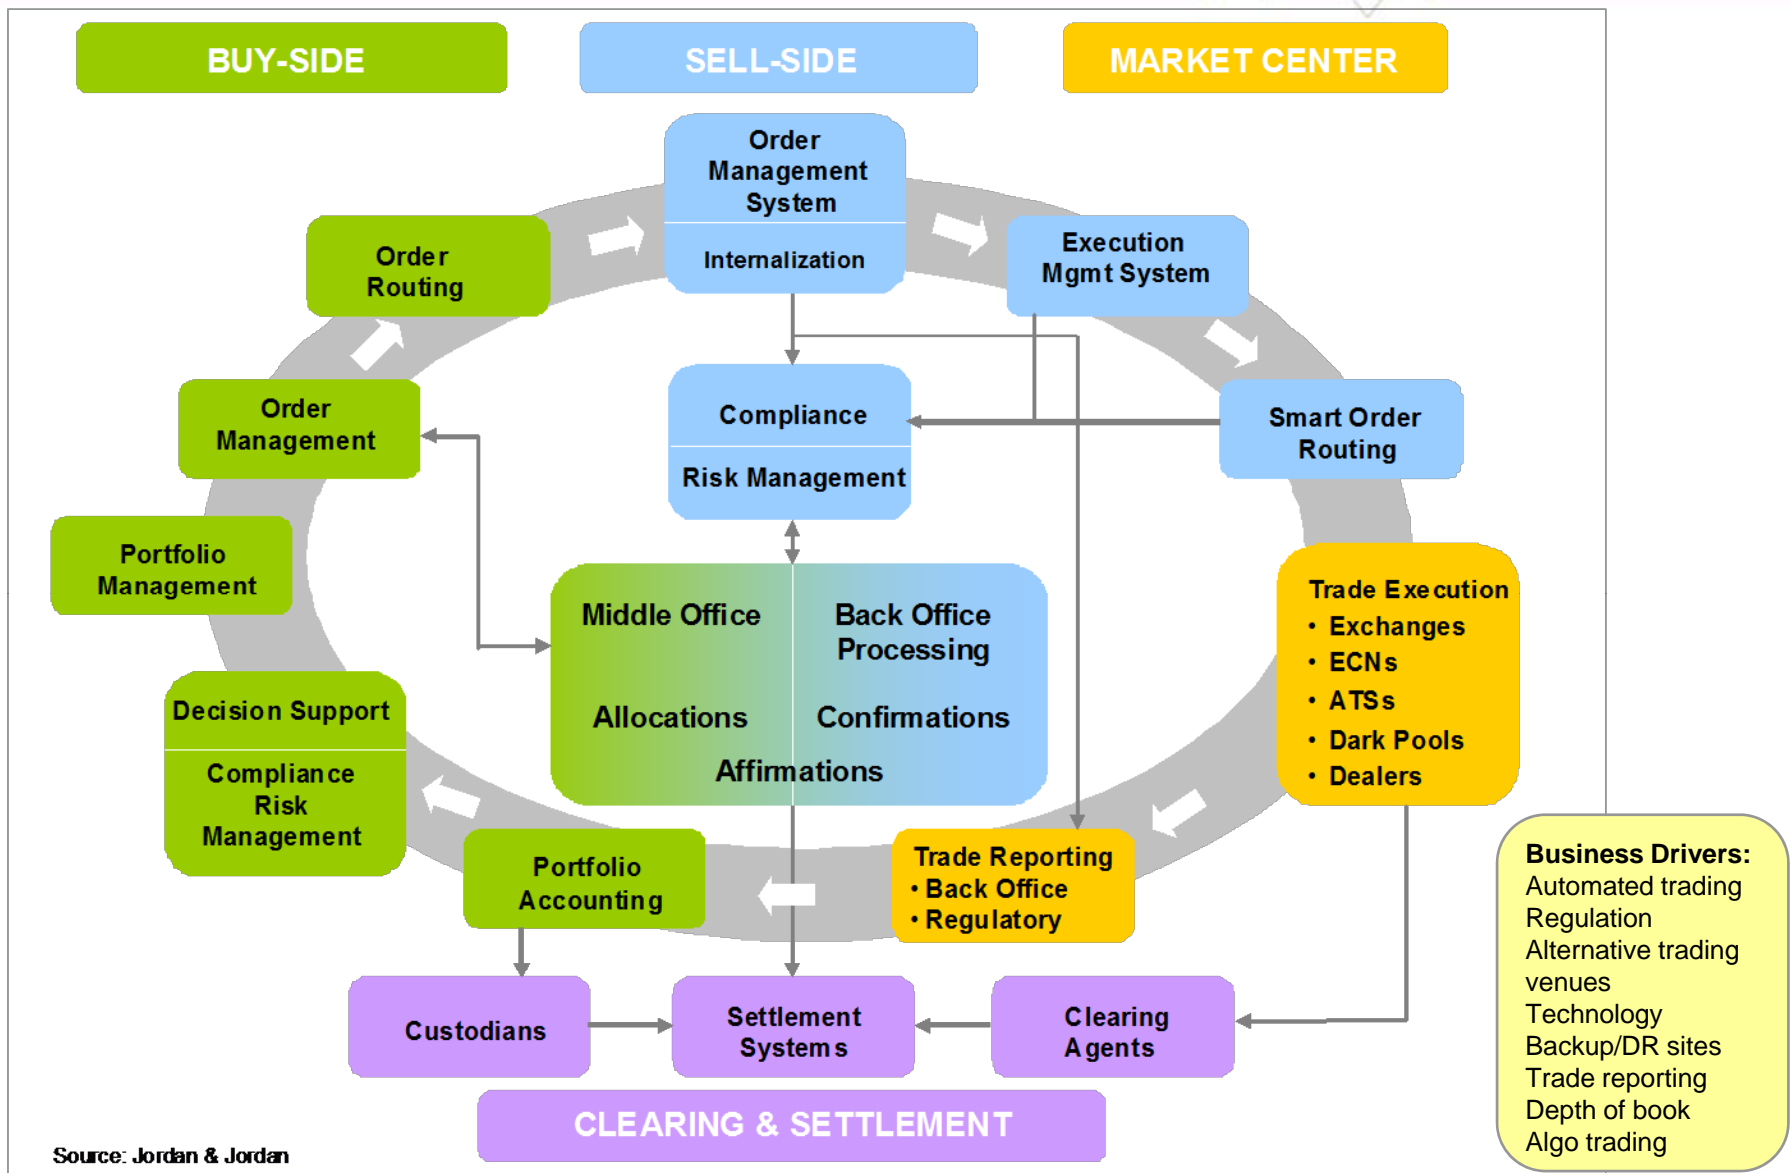 BUY-SIDE
SELL-SIDE
MARKET CENTER
Order
Management
System
Internalization
Order
Routing
Execution
Mgmt System
Order
Management
Compliance
Risk Management
Smart Order
Routing
Portfolio
Management
Middle Office
Back Office
Processing
Allocations
Confirmations
Affirmations
Trade Execution
• Exchanges
• ECNs
• ATSs
• Dark Pools
• Dealers
Decision Support
Compliance
Risk
Management
Portfolio
Accounting
Trade Reporting
• Back Office
• Regulatory
Custodians
Settlement
Systems
Clearing
Agents
CLEARING & SETTLEMENT
Business Drivers:
Automated trading
Regulation
Alternative trading
venues
Technology
Backup/DR sites
Trade reporting
Depth of book
Algo trading
Source: Jordan & Jordan